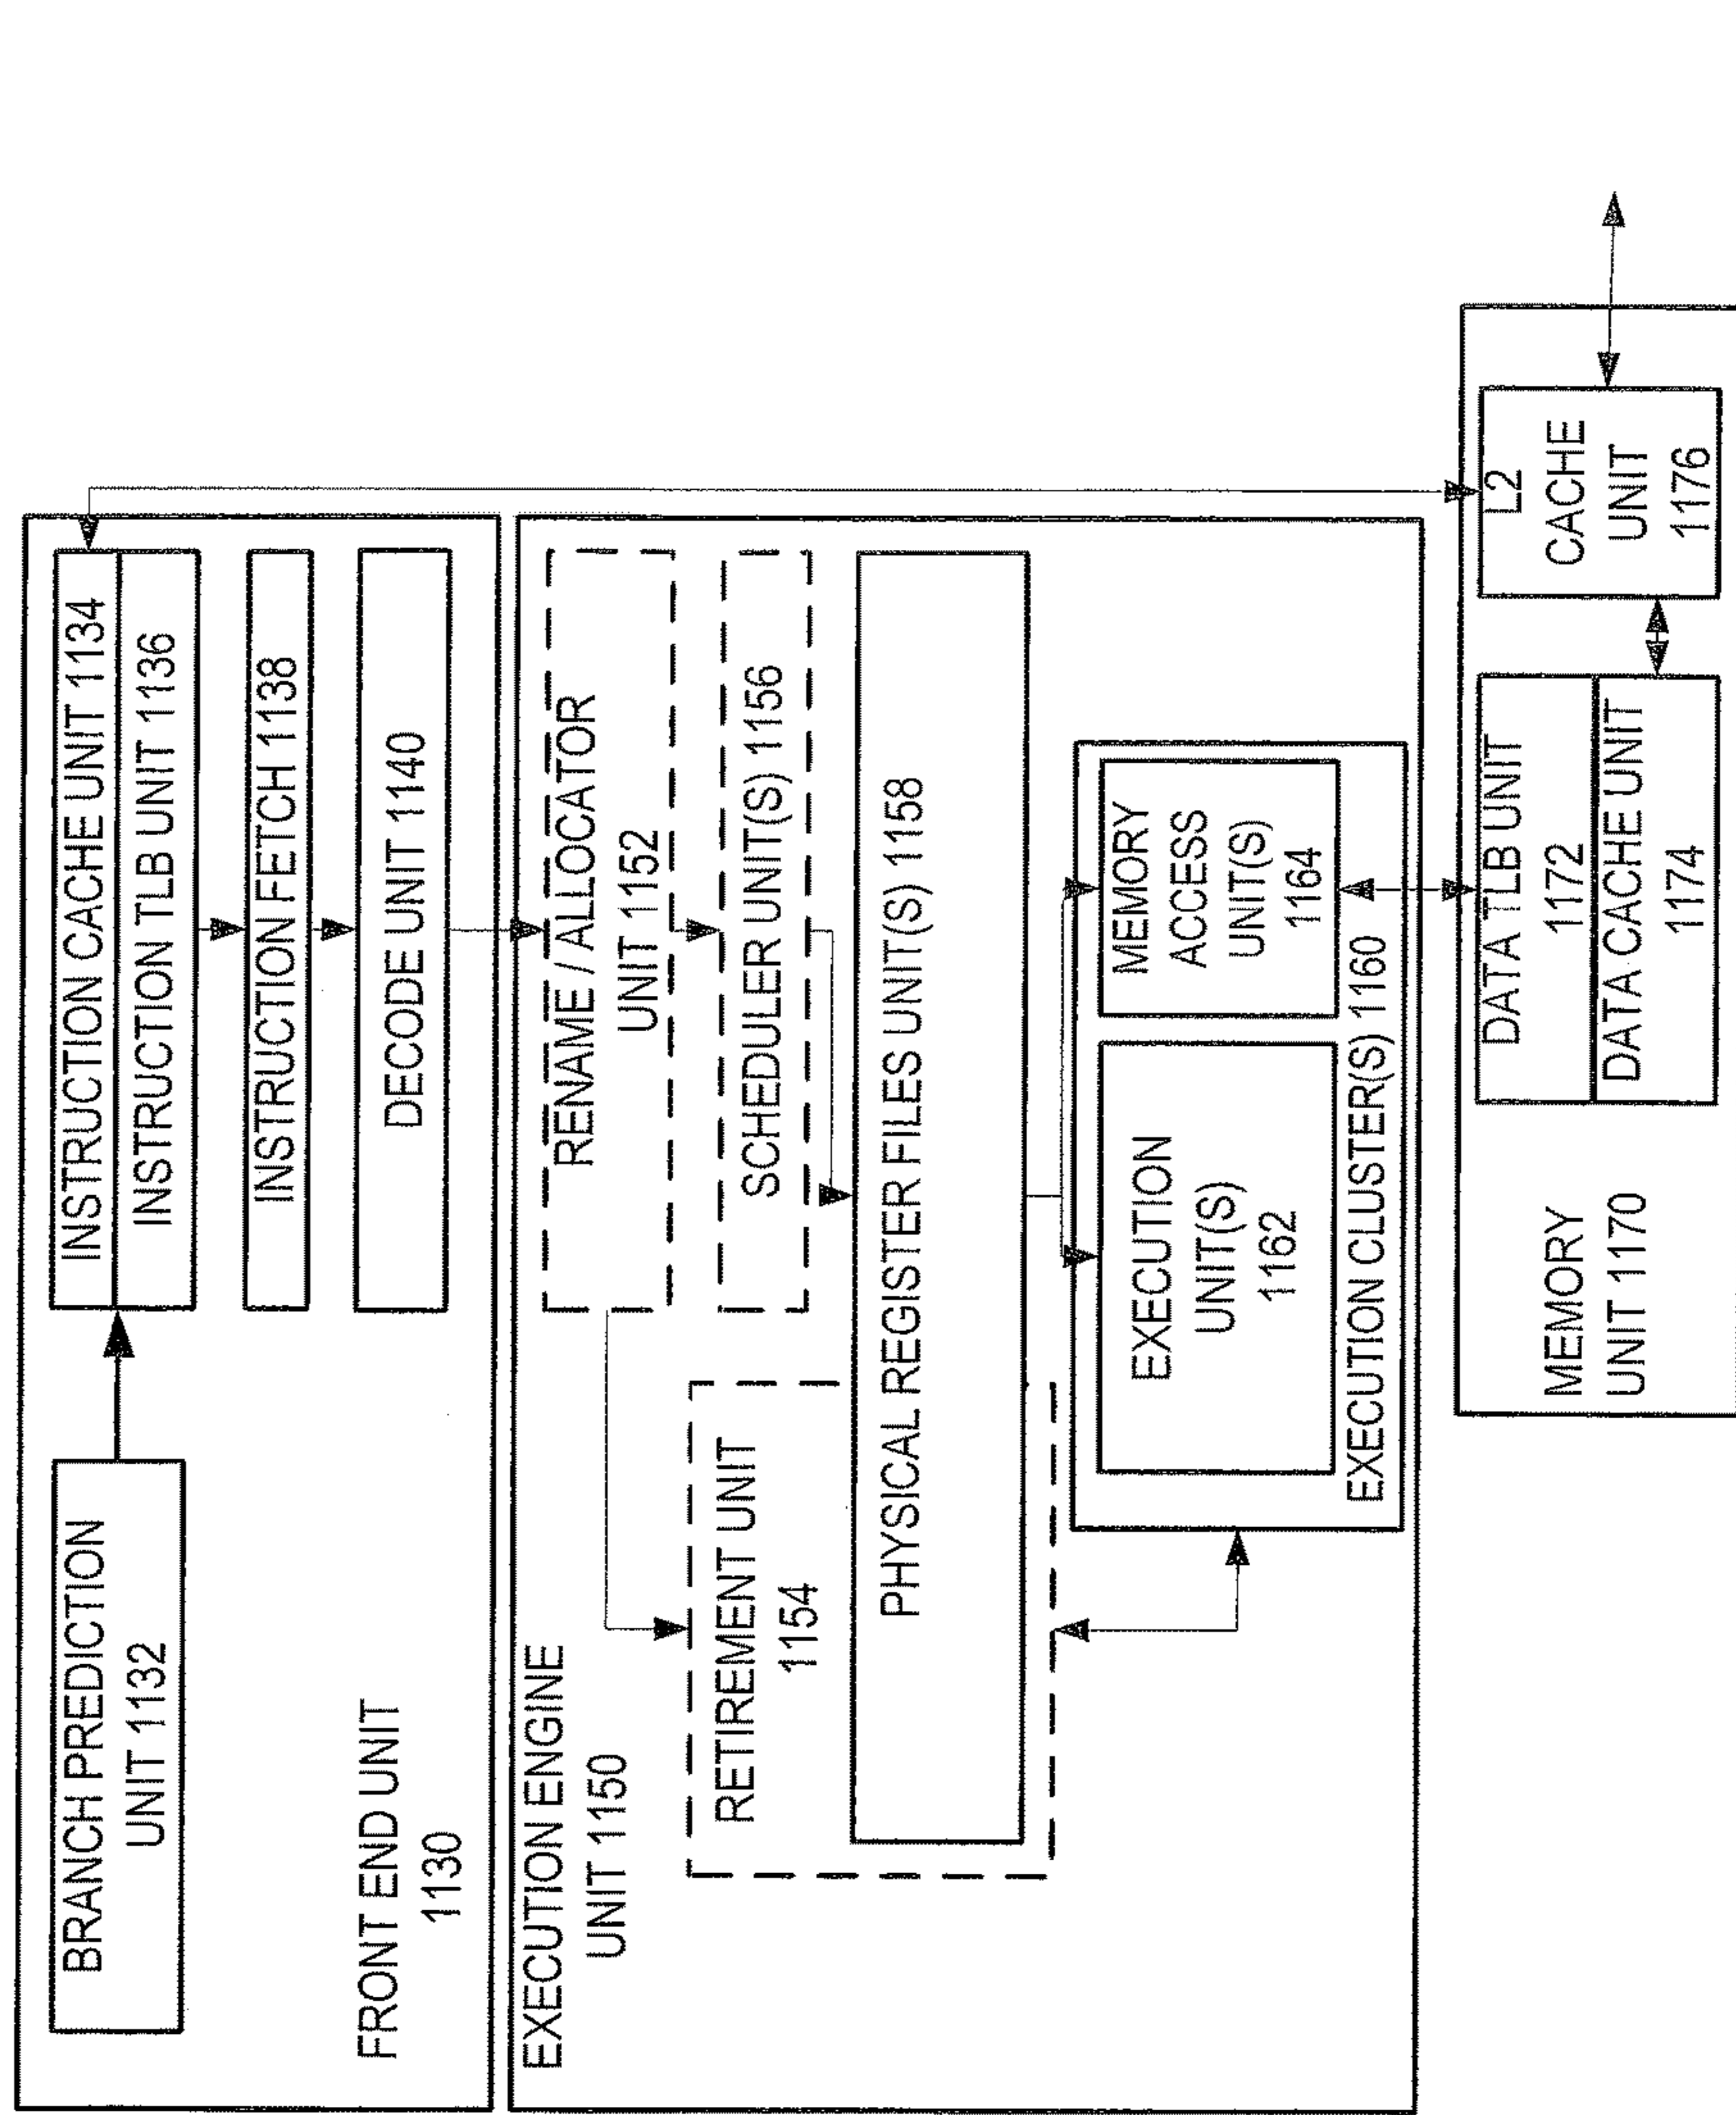 BRANCH PREDICTION
UNIT 1132
INSTRUCTION CACHE UNIT 1134
INSTRUCTION TLB UNIT 1136
INSTRUCTION FETCH 1138
DECODE UNIT 1140
FRONT END UNIT
1130
EXECUTION ENGINE
UNIT 1150
RENAME / ALLOCATOR
UNIT 1152
SCHEDULER UNIT(S) 1156
RETIREMENT UNIT
1154
PHYSICAL REGISTER FILES UNIT(S) 1158
EXECUTION
UNIT(S)
1162
MEMORY
ACCESS
UNIT(S)
1164
EXECUTION CLUSTER(S) 1160
MEMORY
UNIT 1170
DATA TLB UNIT
1172
DATA CACHE UNIT
1174
L2
CACHE
UNIT
1176